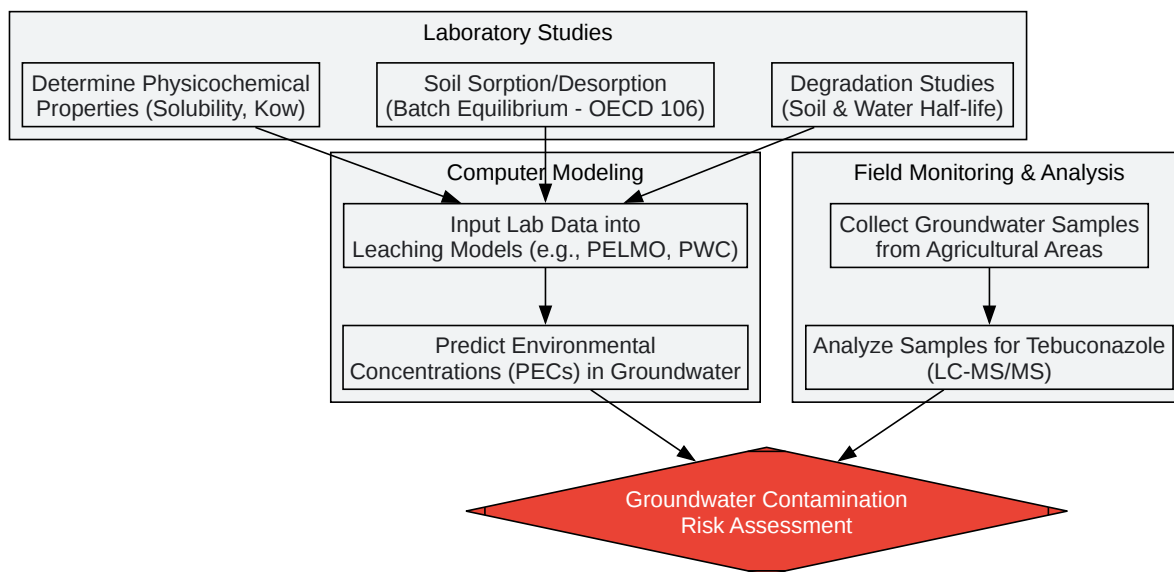 Laboratory Studies
Determine Physicochemical
Properties (Solubility, Kow)
Soil Sorption/Desorption
(Batch Equilibrium - OECD 106)
Degradation Studies
(Soil & Water Half-life)
Computer Modeling
Input Lab Data into
Leaching Models (e.g., PELMO, PWC)
Predict Environmental
Concentrations (PECs) in Groundwater
Field Monitoring & Analysis
Collect Groundwater Samples
from Agricultural Areas
Analyze Samples for Tebuconazole
(LC-MS/MS)
Groundwater Contamination
Risk Assessment